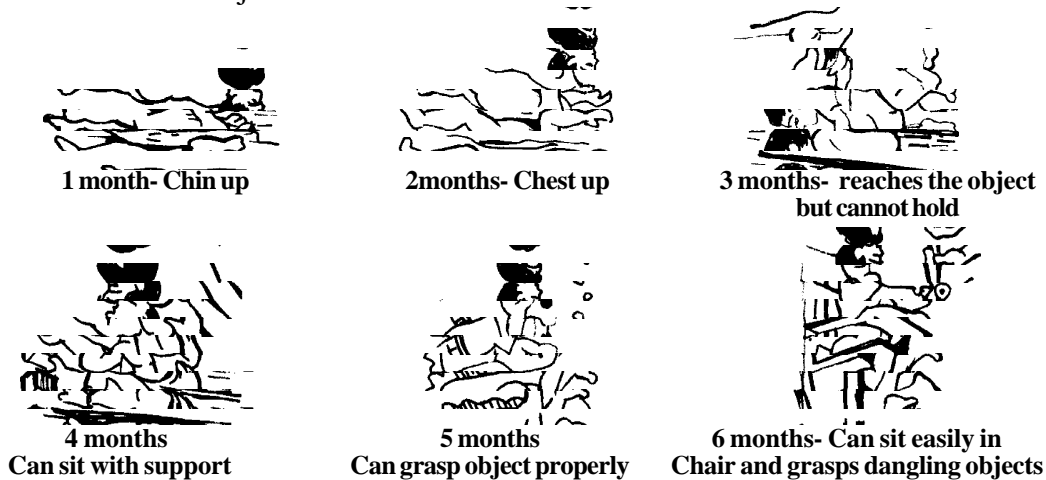 1 month- Chin up
2months- Chest up
3 months- reaches the object
but cannot hold
4 months
Can sit with support
5 months
Can grasp object properly
6 months- Can sit easily in
Chair and grasps dangling objects